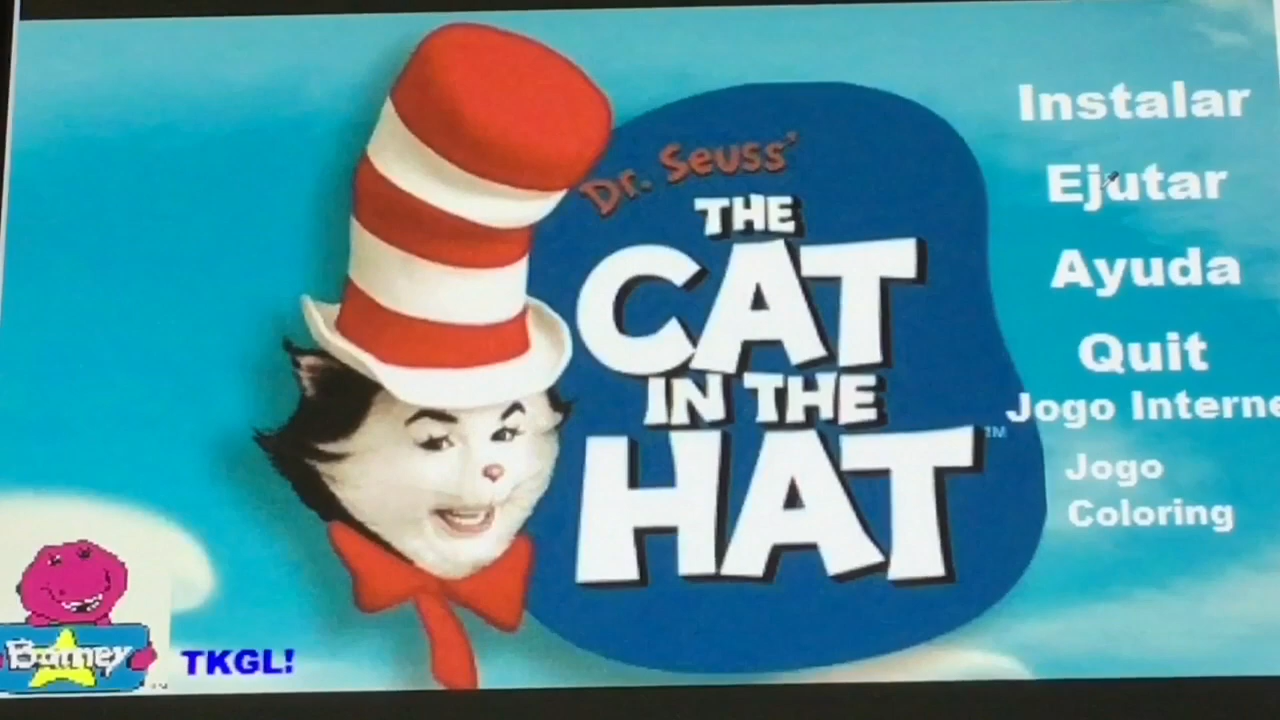 Dr. Seuss'
THE
CAT
IN THE
HAT
TM
Instalar
Ejutar
Ayuda
Quit
Jogo Interne
Jogo
Coloring
Barney
TKGL!